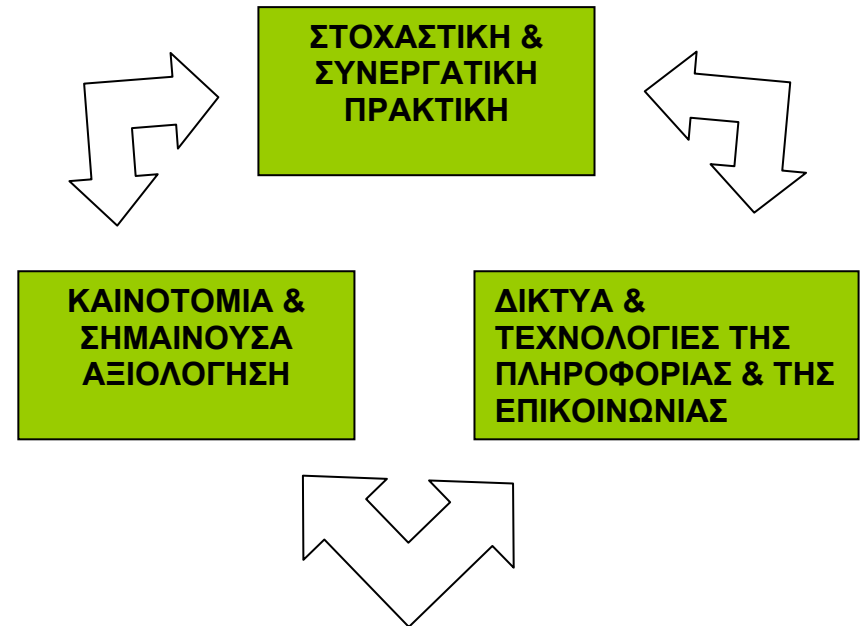 ΣΤΟΧΑΣΤΙΚΗ &
ΣΥΝΕΡΓΑΤΙΚΗ
ΠΡΑΚΤΙΚΗ
ΚΑΙΝΟΤΟΜΙΑ &
ΣΗΜΑΙΝΟΥΣΑ
ΑΞΙΟΛΟΓΗΣΗ
ΔΙΚΤΥΑ &
ΤΕΧΝΟΛΟΓΙΕΣ ΤΗΣ
ΠΛΗΡΟΦΟΡΙΑΣ & ΤΗΣ
ΕΠΙΚΟΙΝΩΝΙΑΣ